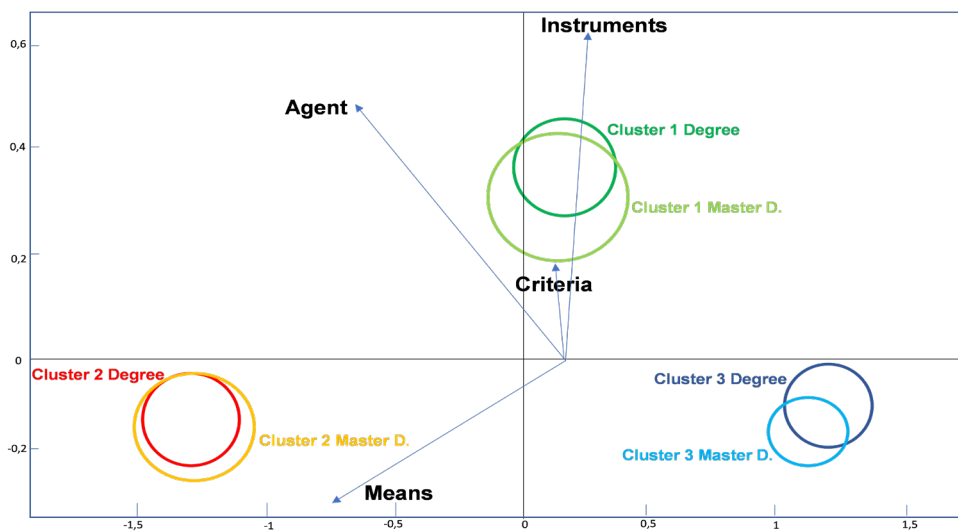 Instruments
0,6
Agent
Cluster 1 Degree
0,4
Cluster 1 Master D.
0,2
Criteria
0
Cluster 2 Degree
Cluster 3 Degree
Cluster 2 Master D.
-0,2
Cluster 3 Master D.
Means
-1,5
-1
-0,5
0
0,5
1
1,5